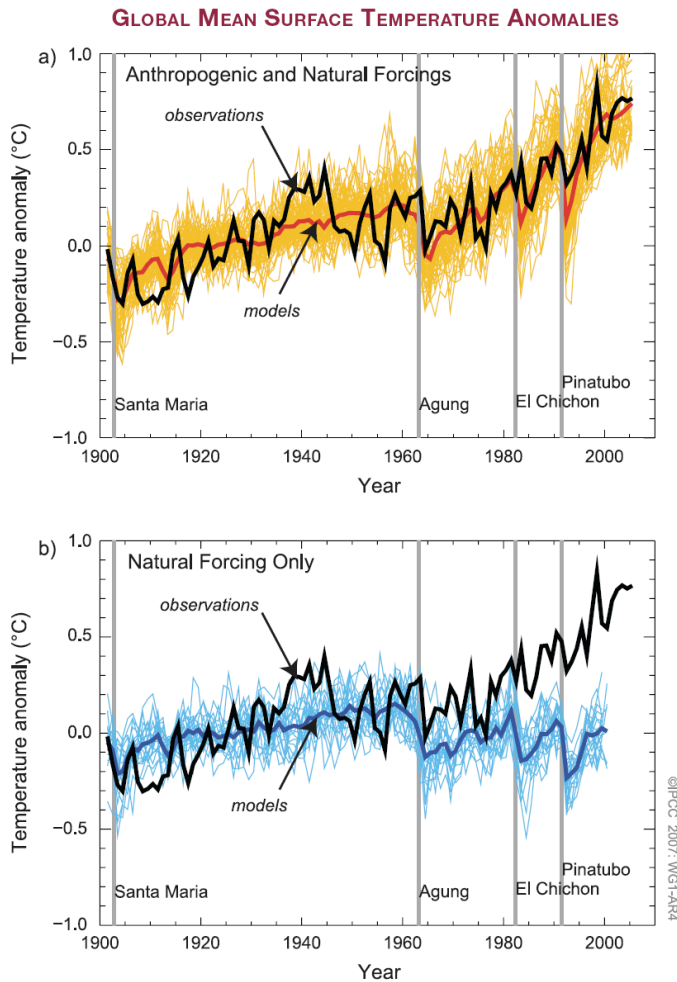 GLOBAL MEAN SURFACE TEMPERATURE ANOMALIES
a)
Anthropogenic and Natural Forcings
observations
models
Temperature anomaly (°C)
1.0
0.5
0.0
−0.5
−1.0
Santa Maria
Agung
El Chichon
Pinatubo
1900 1920 1940 1960 1980 2000
Year
b)
Natural Forcing Only
observations
models
Temperature anomaly (°C)
1.0
0.5
0.0
−0.5
−1.0
Santa Maria
Agung
El Chichon
Pinatubo
1900 1920 1940 1960 1980 2000
Year
©IPCC 2007: WG1-AR4